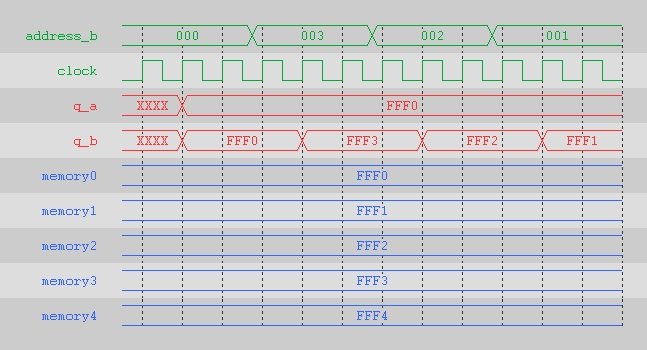 address_b 000 003 002 001
clock
q_a XXXX FFF0
q_b XXXX FFF0 FFF3 FFF2 FFF1
memory0 FFF0
memory1 FFF1
memory2 FFF2
memory3 FFF3
memory4 FFF4